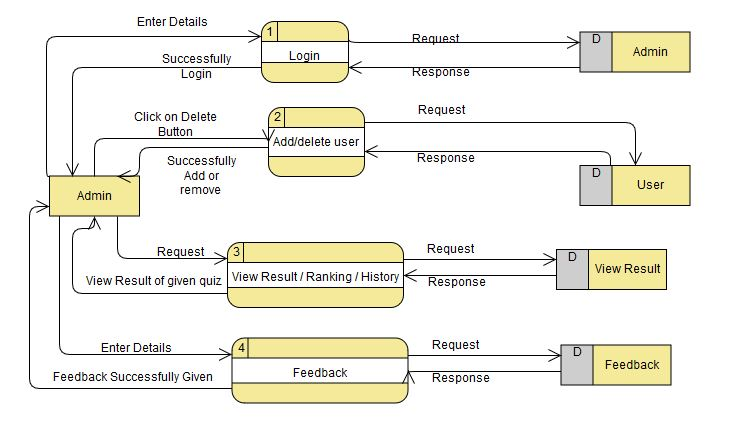 Enter Details
1
Login
Request
D
Admin
Successfully
Login
Response
Click on Delete
Button
2
Add/delete user
Request
Successfully
Add or
remove
Response
D
User
Admin
Request
3
View Result / Ranking / History
Request
D
View Result
View Result of given quiz
Response
Enter Details
4
Feedback
Request
D
Feedback
Feedback Successfully Given
Response